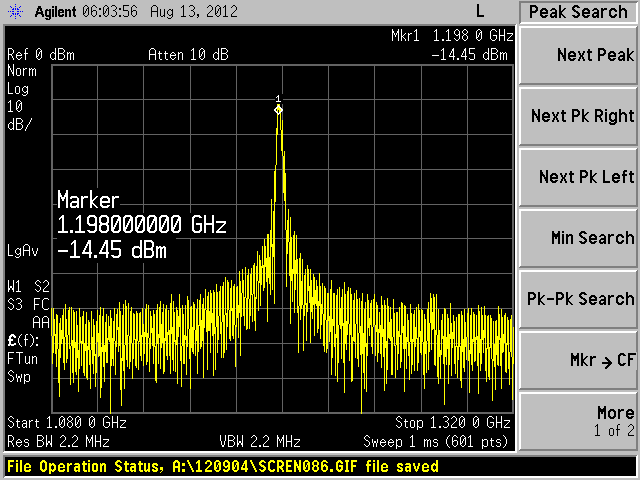 Agilent 06:03:56 Aug 13, 2012 L Peak Search
Mkr1 1.198 0 GHz
Ref 0 dBm Atten 10 dB -14.45 dBm
Norm
Log
10
dB/
1
Marker
1.198000000 GHz
-14.45 dBm
LgAv
W1 S2
S3 FC
AA
£(f):
FTun
Swp
Start 1.080 0 GHz Stop 1.320 0 GHz
Res BW 2.2 MHz VBW 2.2 MHz Sweep 1 ms (601 pts)
File Operation Status, A:\120904\SCREN086.GIF file saved
Next Peak
Next Pk Right
Next Pk Left
Min Search
Pk-Pk Search
Mkr → CF
More
1 of 2